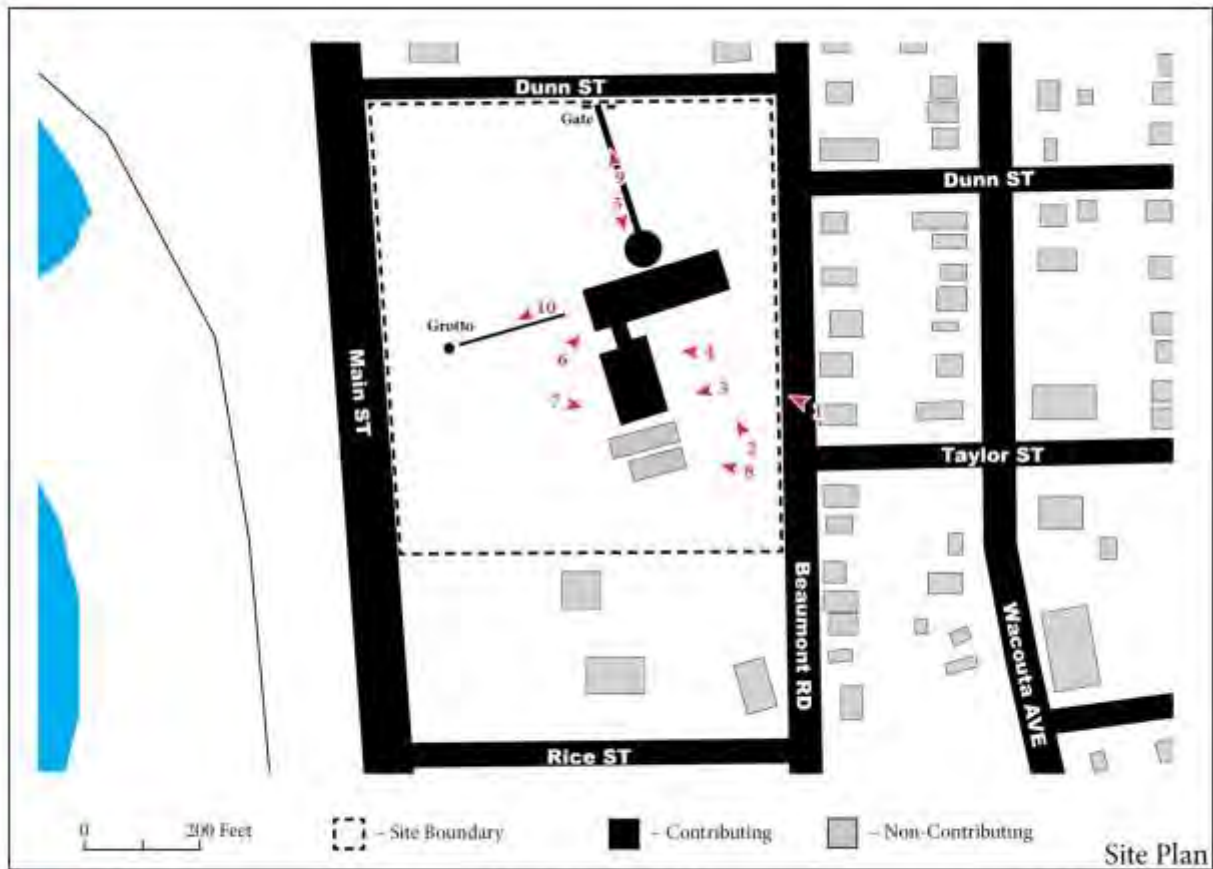 Dunn ST
Gate
Dunn ST
9
5
10
Grotto
6
4
Main ST
3
7
1
2
Taylor ST
8
Beaumont RD
Wacouta AVE
Rice ST
0 200 Feet
– Site Boundary
– Contributing
– Non-Contributing
Site Plan